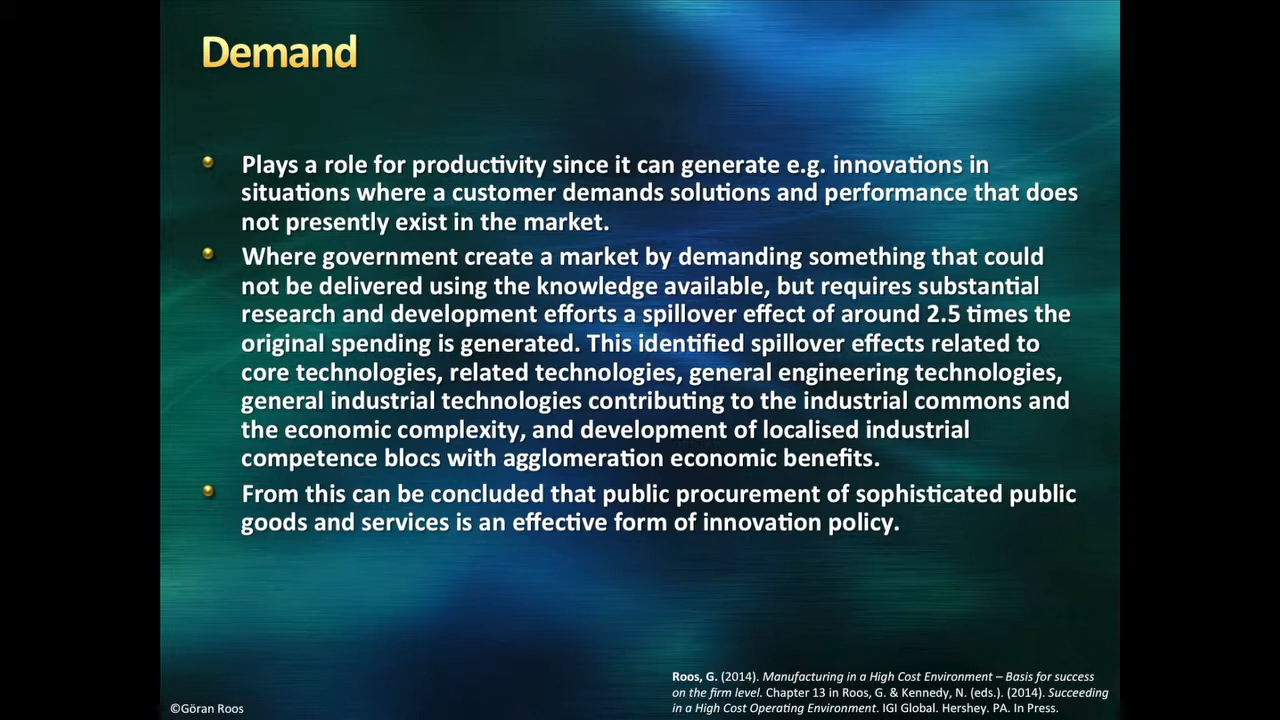 Demand
Plays a role for productivity since it can generate e.g. innovations in
situations where a customer demands solutions and performance that does
not presently exist in the market.
Where government create a market by demanding something that could
not be delivered using the knowledge available, but requires substantial
research and development efforts a spillover effect of around 2.5 times the
original spending is generated. This identified spillover effects related to
core technologies, related technologies, general engineering technologies,
general industrial technologies contributing to the industrial commons and
the economic complexity, and development of localised industrial
competence blocs with agglomeration economic benefits.
From this can be concluded that public procurement of sophisticated public
goods and services is an effective form of innovation policy.
Roos, G. (2014). Manufacturing in a High Cost Environment – Basis for success
on the firm level. Chapter 13 in Roos, G. & Kennedy, N. (eds.). (2014). Succeeding
in a High Cost Operating Environment. IGI Global. Hershey. PA. In Press.
©Göran Roos